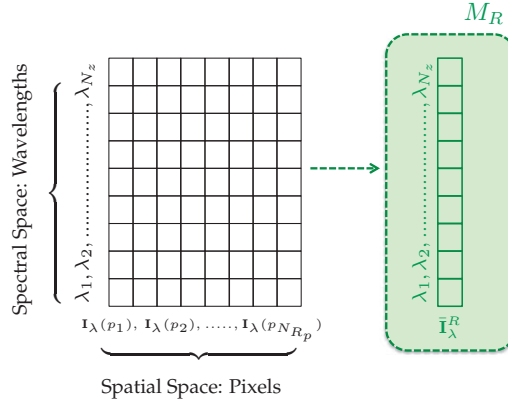 M_R
Spectral Space: Wavelengths
λ_1, λ_2, ..............., λ_{N_z}
λ_1, λ_2, ..............., λ_{N_z}
I_λ(p_1), I_λ(p_2), ....., I_λ(p_{N_{R_p}})
Ī_λ^R
Spatial Space: Pixels